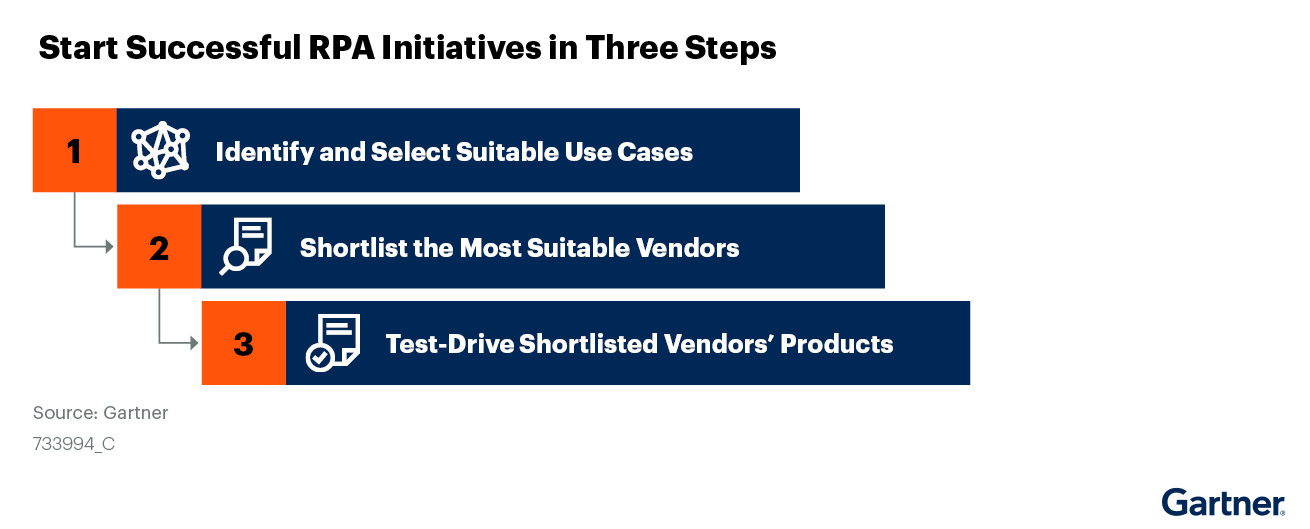 Start Successful RPA Initiatives in Three Steps
1 Identify and Select Suitable Use Cases
2 Shortlist the Most Suitable Vendors
3 Test-Drive Shortlisted Vendors’ Products
Source: Gartner
733994_C
Gartner®